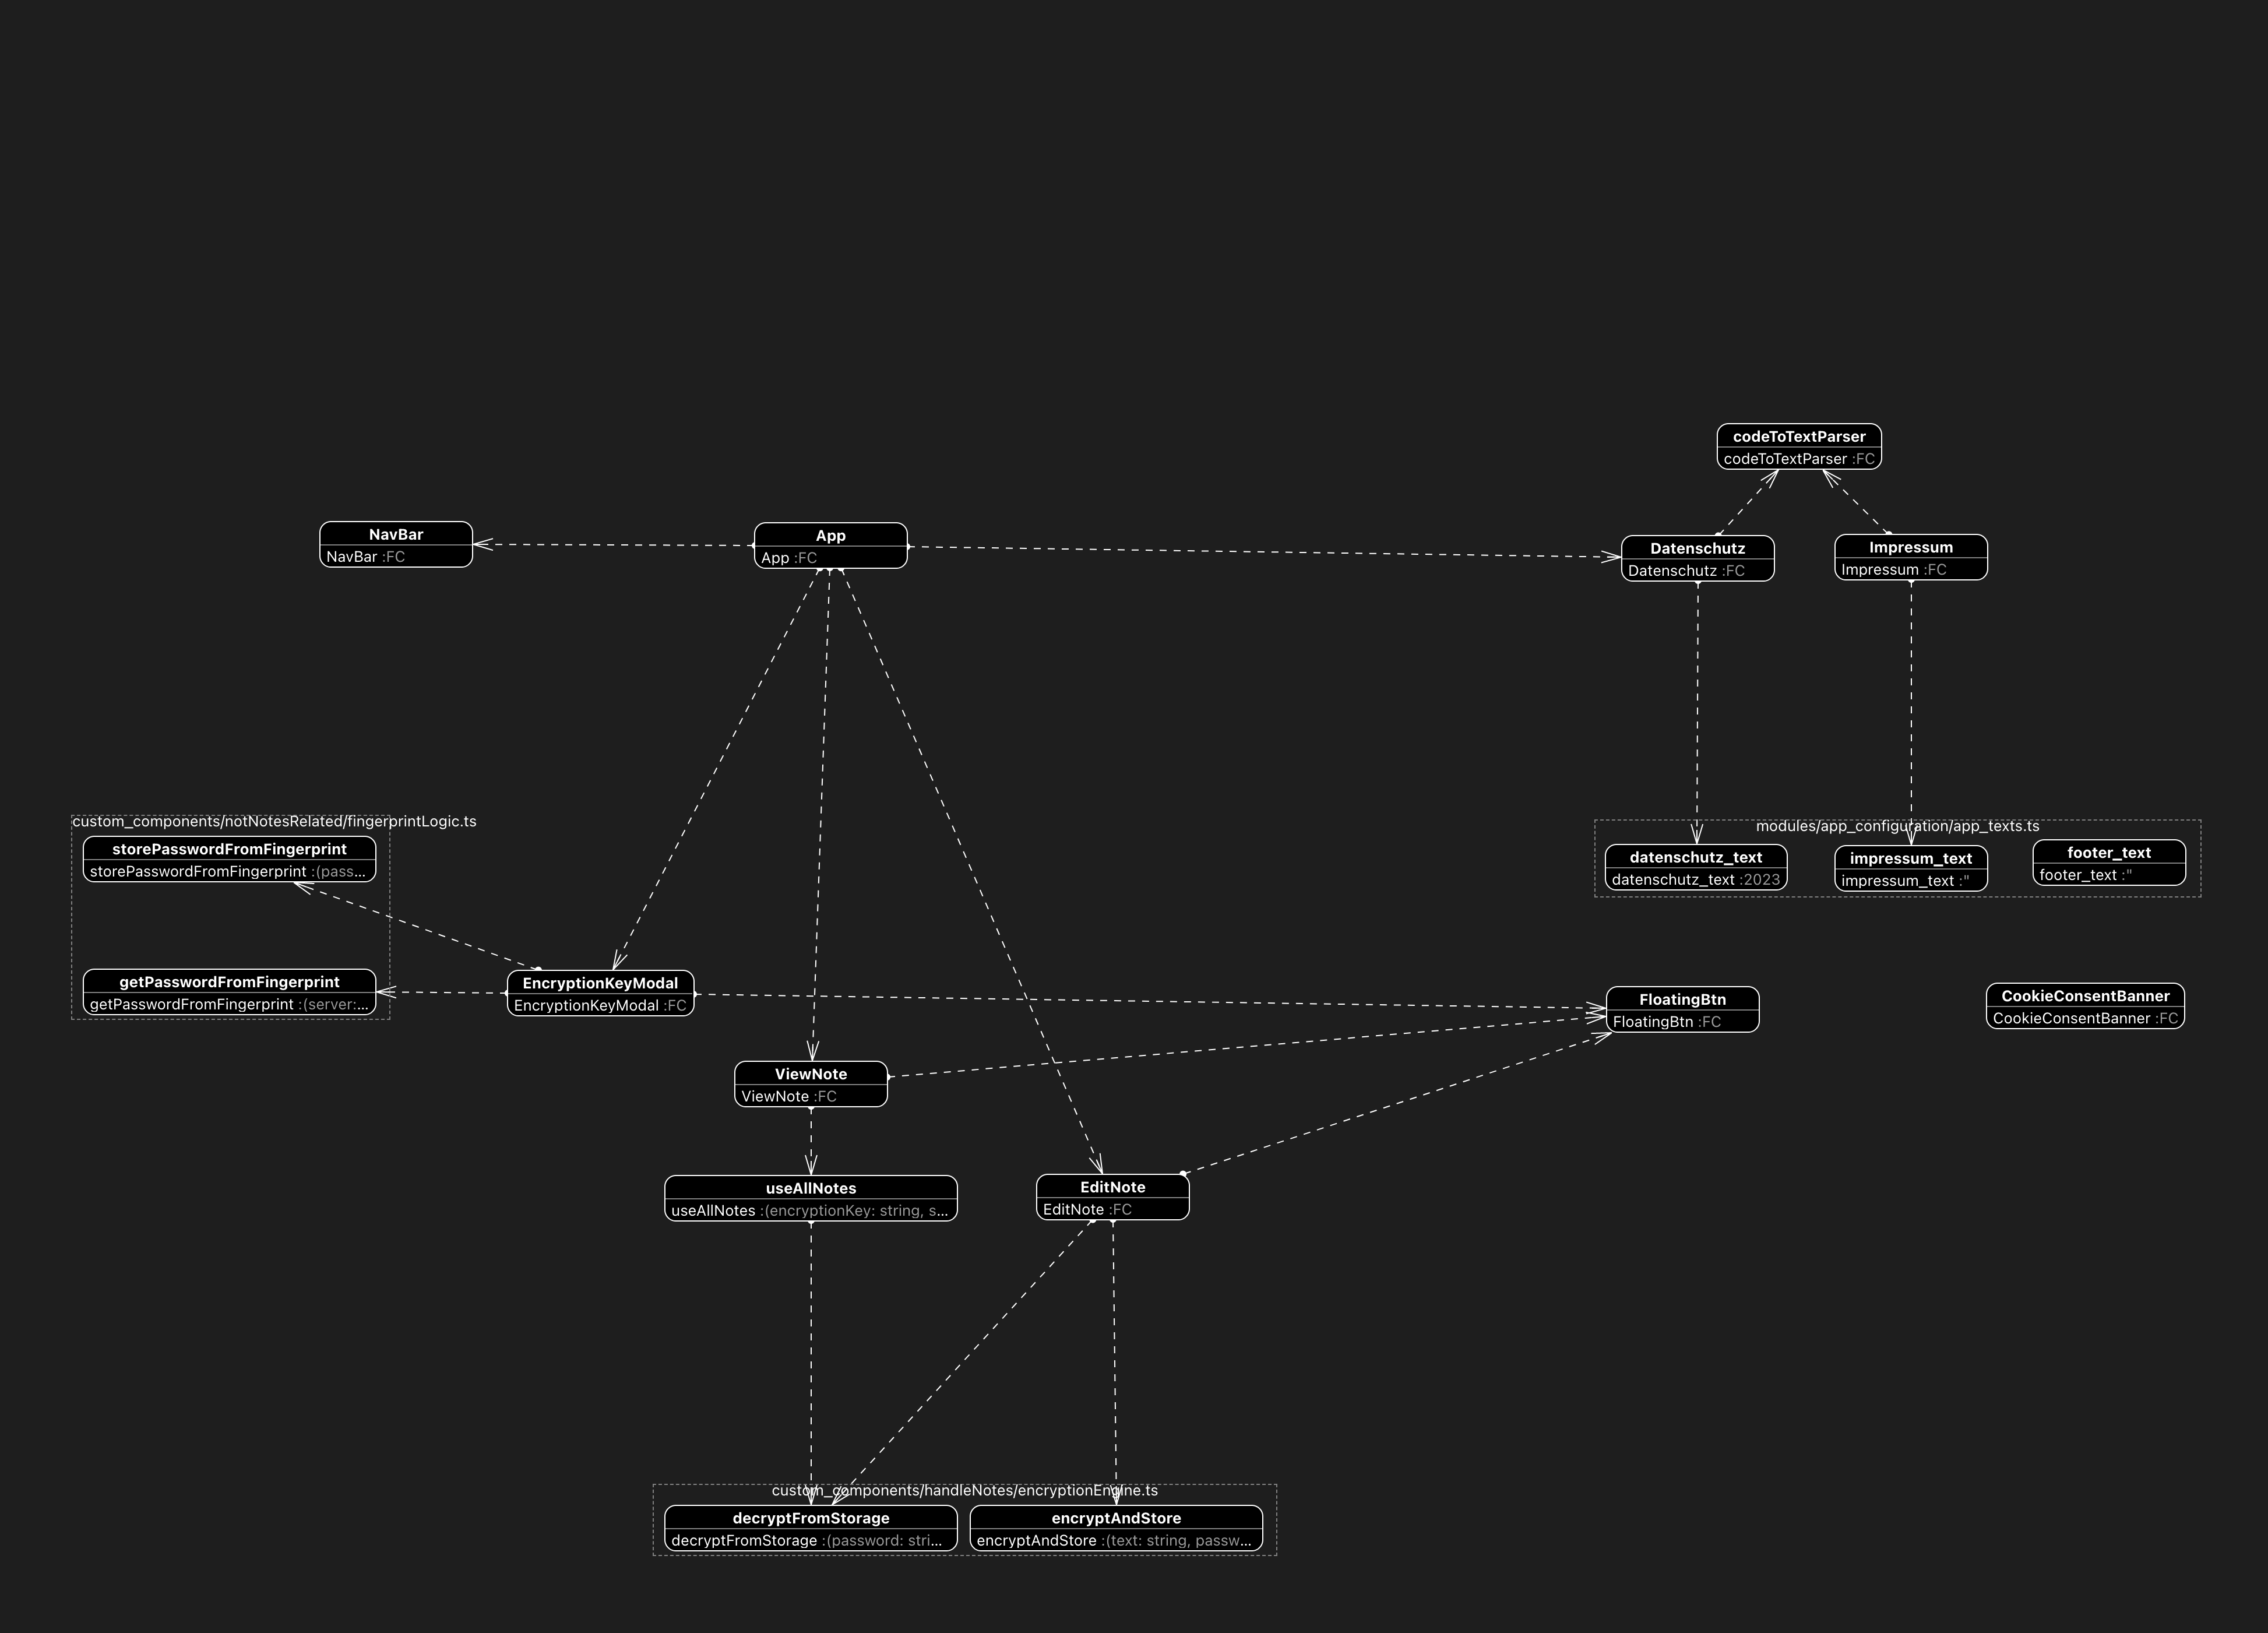 codeToTextParser
codeToTextParser :FC
NavBar
NavBar :FC
App
App :FC
Datenschutz
Datenschutz :FC
Impressum
Impressum :FC
custom_components/notNotesRelated/fingerprintLogic.ts
storePasswordFromFingerprint
storePasswordFromFingerprint :(pass...
modules/app_configuration/app_texts.ts
datenschutz_text
datenschutz_text :2023
impressum_text
impressum_text :"
footer_text
footer_text :"
getPasswordFromFingerprint
getPasswordFromFingerprint :(server:...
EncryptionKeyModal
EncryptionKeyModal :FC
FloatingBtn
FloatingBtn :FC
CookieConsentBanner
CookieConsentBanner :FC
ViewNote
ViewNote :FC
useAllNotes
useAllNotes :(encryptionKey: string, s...
EditNote
EditNote :FC
custom_components/handleNotes/encryptionEngine.ts
decryptFromStorage
decryptFromStorage :(password: stri...
encryptAndStore
encryptAndStore :(text: string, passw...